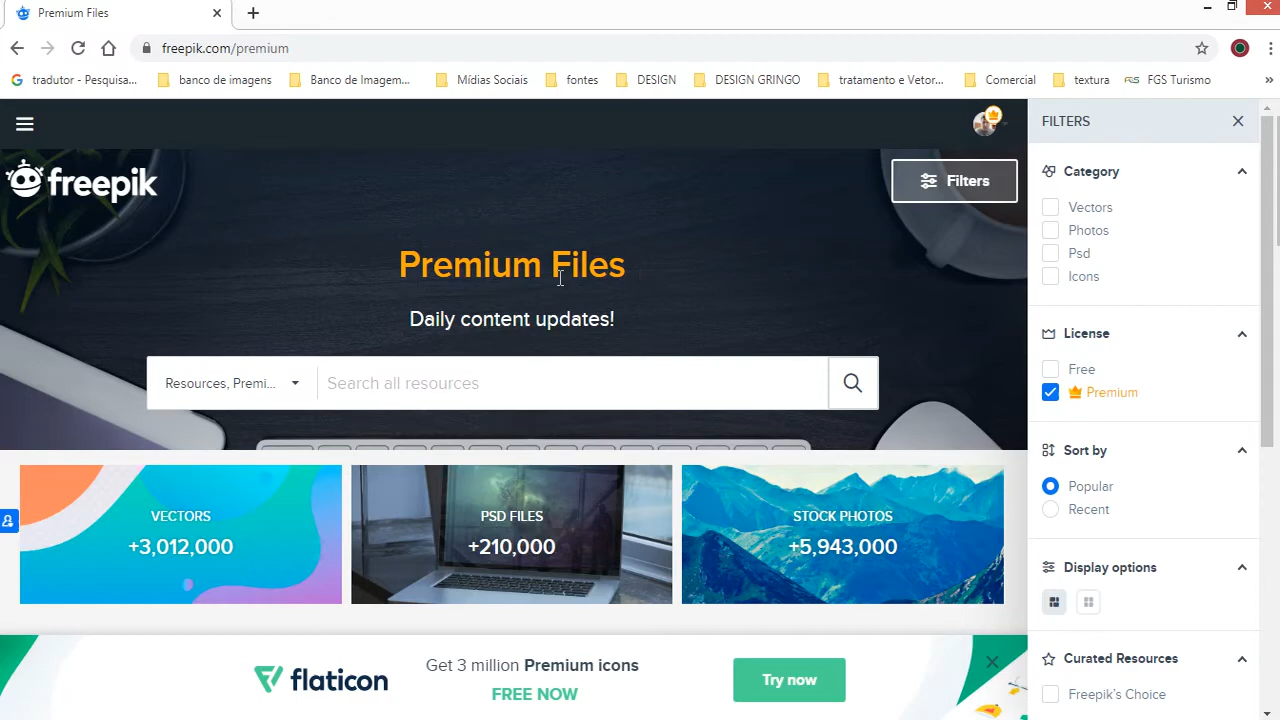 Premium Files
freepik.com/premium
tradutor - Pesquisa...
banco de imagens
Banco de Imagem...
Mídias Sociais
fontes
DESIGN
DESIGN GRINGO
tratamento e Vetor...
Comercial
textura
FGS FGS Turismo
»
freepik
Filters
Premium Files
Daily content updates!
Resources, Premi...
Search all resources
VECTORS
+3,012,000
PSD FILES
+210,000
STOCK PHOTOS
+5,943,000
flaticon
Get 3 million Premium icons
FREE NOW
Try now
FILTERS
Category
Vectors
Photos
Psd
Icons
License
Free
Premium
Sort by
Popular
Recent
Display options
Curated Resources
Freepik's Choice